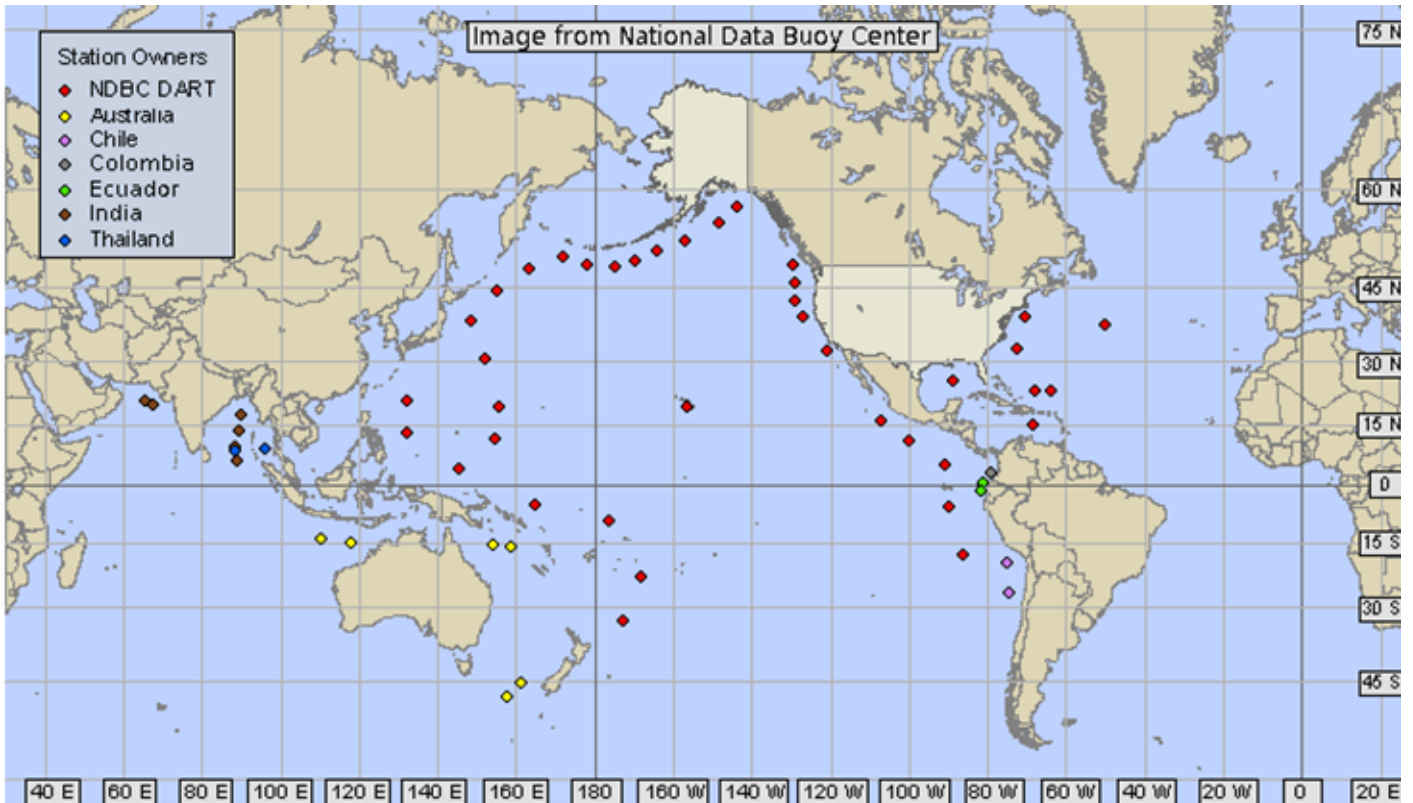 Image from National Data Buoy Center
75 N
Station Owners
NDBC DART
Australia
Chile
Colombia
Ecuador
India
Thailand
60 N
45 N
30 N
15 N
0
15 S
30 S
45 S
40 E
60 E
80 E
100 E
120 E
140 E
160 E
180
160 W
140 W
120 W
100 W
80 W
60 W
40 W
20 W
0
20 E